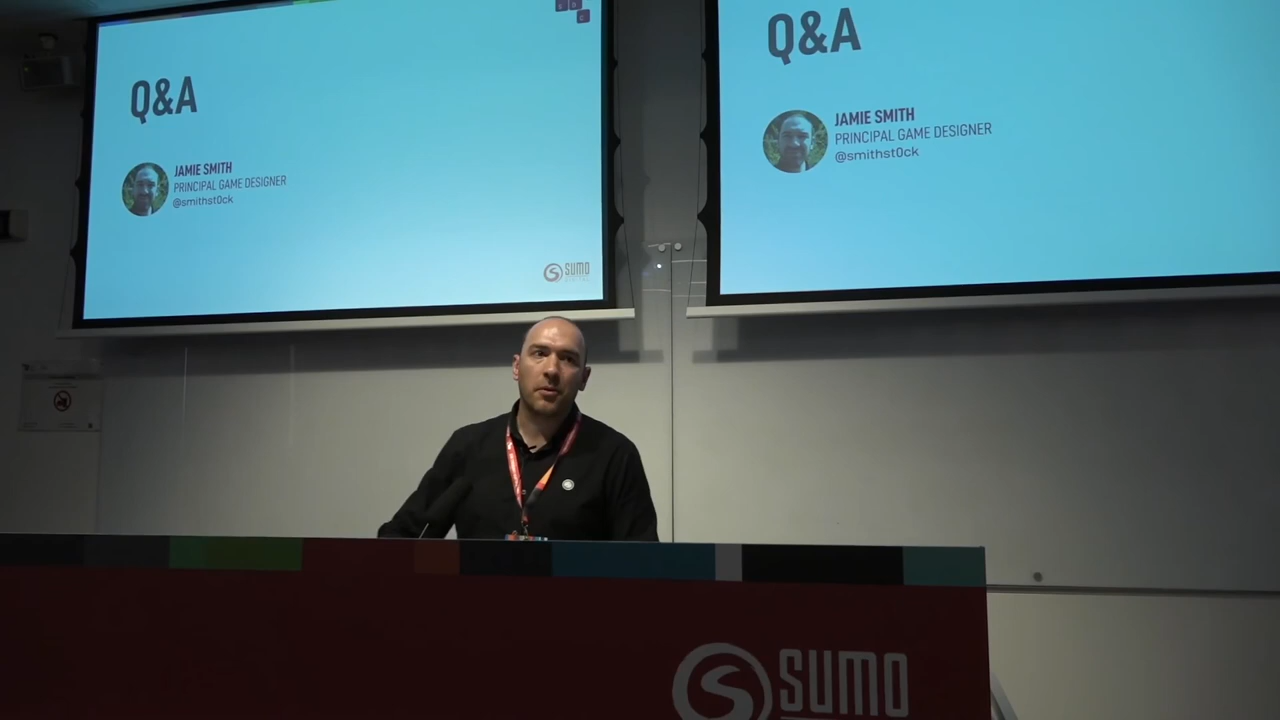 Q&A
JAMIE SMITH
PRINCIPAL GAME DESIGNER
@smithst0ck
SUMO
Q&A
JAMIE SMITH
PRINCIPAL GAME DESIGNER
@smithst0ck
SUMO